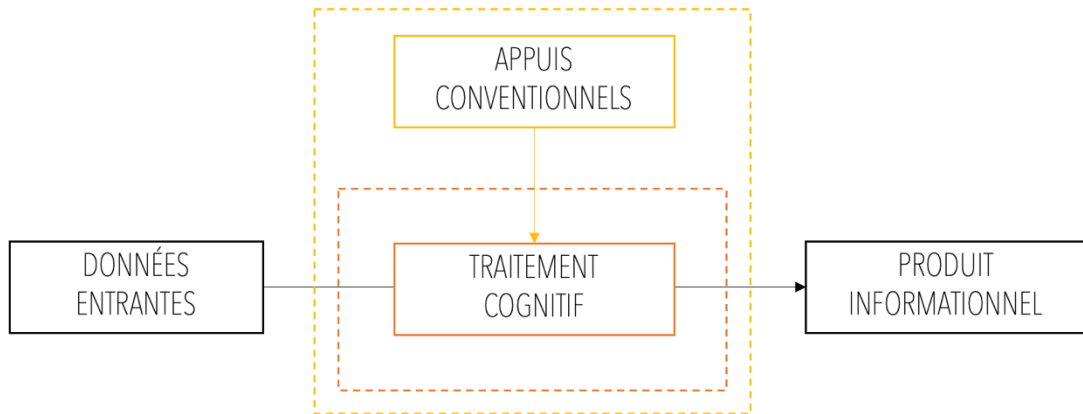 APPUIS
CONVENTIONNELS
DONNÉES
ENTRANTES
TRAITEMENT
COGNITIF
PRODUIT
INFORMATIONNEL